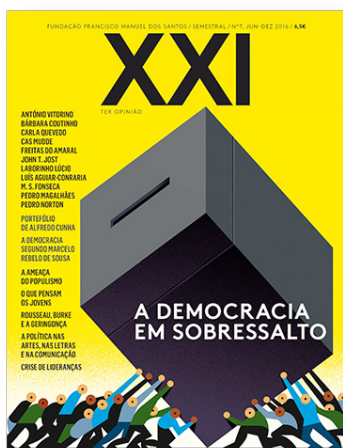 FUNDAÇÃO FRANCISCO MANUEL DOS SANTOS / SEMESTRAL / Nº7. JUN-DEZ 2016 / 6,5€
XXI
TER OPINIÃO
ANTÓNIO VITORINO
BÁRBARA COUTINHO
CARLA QUEVEDO
CAS MUDDE
FREITAS DO AMARAL
JOHN T. JOST
LABORINHO LÚCIO
LUÍS AGUIAR-CONRARIA
M. S. FONSECA
PEDRO MAGALHÃES
PEDRO NORTON
PORTEFÓLIO
DE ALFREDO CUNHA
A DEMOCRACIA
SEGUNDO MARCELO
REBELO DE SOUSA
A AMEAÇA
DO POPULISMO
O QUE PENSAM
OS JOVENS
ROUSSEAU, BURKE
E A GERINGONÇA
A POLÍTICA NAS
ARTES, NAS LETRAS
E NA COMUNICAÇÃO
CRISE DE LIDERANÇAS
A DEMOCRACIA
EM SOBRESSALTO